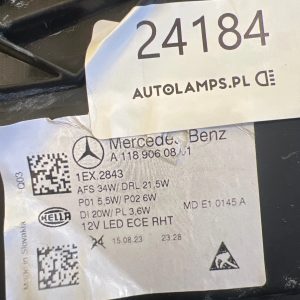 24184
AUTOLAMPS.PL
Mercedes Benz
A 118 906 08/01
1EX.2843
AFS 34W/ DRL 21,5W
P01 5,5W/ P02 6W
DI 20W/ PL 3,6W
12V LED ECE RHT
MD E1 0145 A
003
HELLA
Made in Slovakia
24 15.08.23 23:28